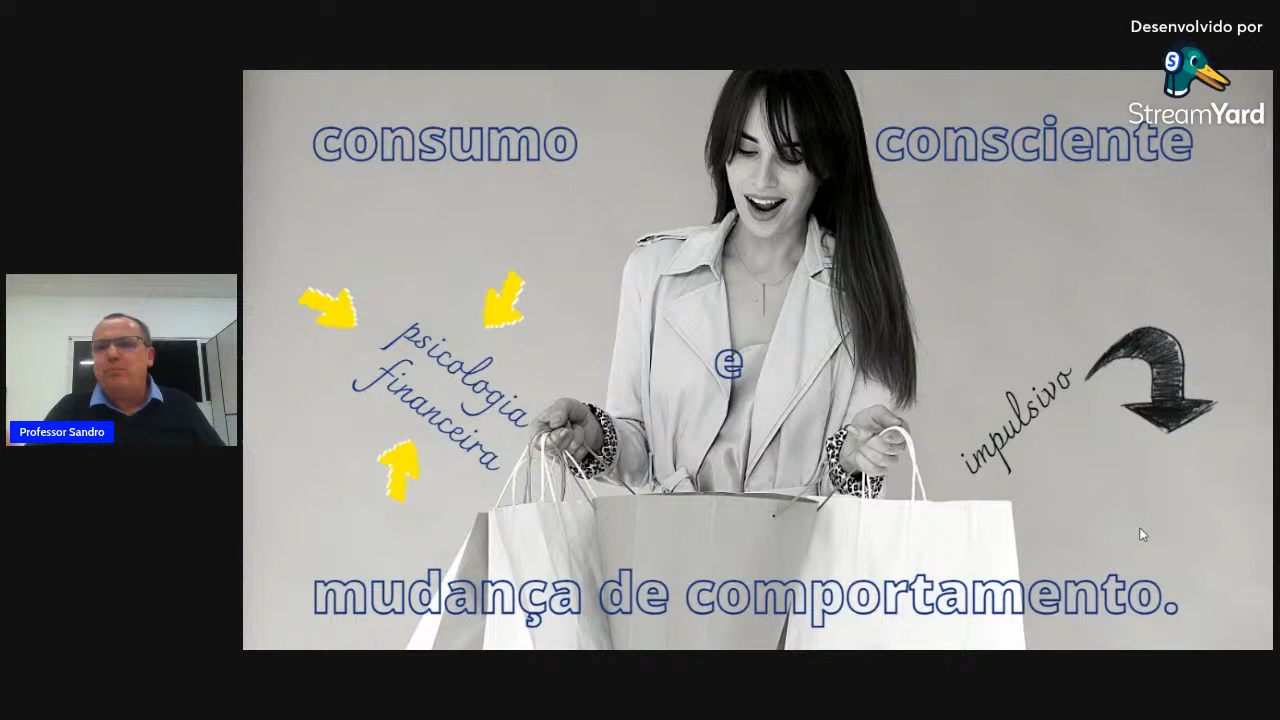 Desenvolvido por
S
StreamYard
consumo consciente
psicologia
financeira
e
impulsivo
mudança de comportamento.
Professor Sandro